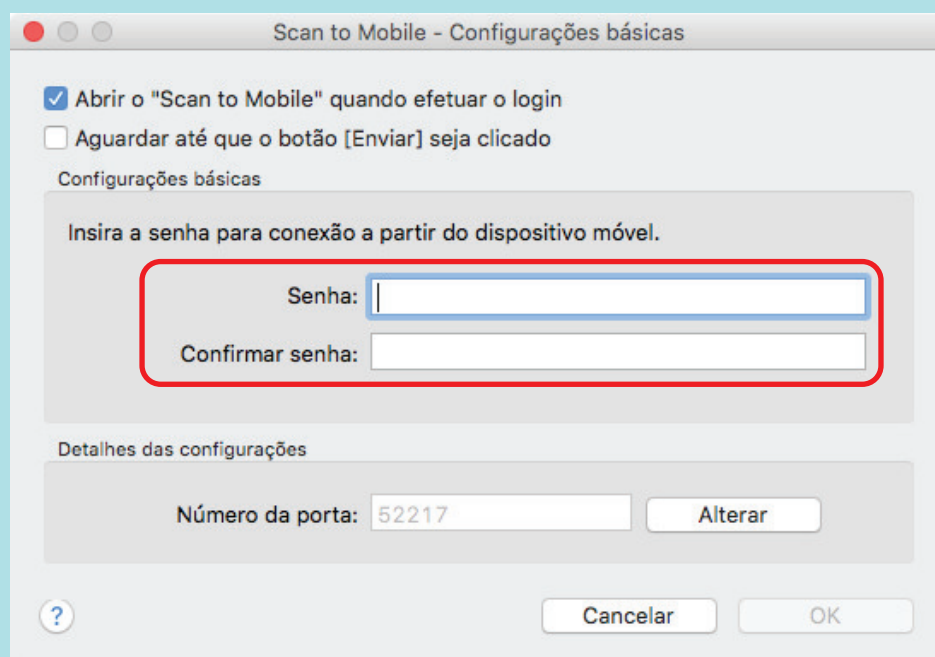 Scan to Mobile - Configurações básicas
Abrir o "Scan to Mobile" quando efetuar o login
Aguardar até que o botão [Enviar] seja clicado
Configurações básicas
Insira a senha para conexão a partir do dispositivo móvel.
Senha:
Confirmar senha:
Detalhes das configurações
Número da porta: 52217 Alterar
? Cancelar OK